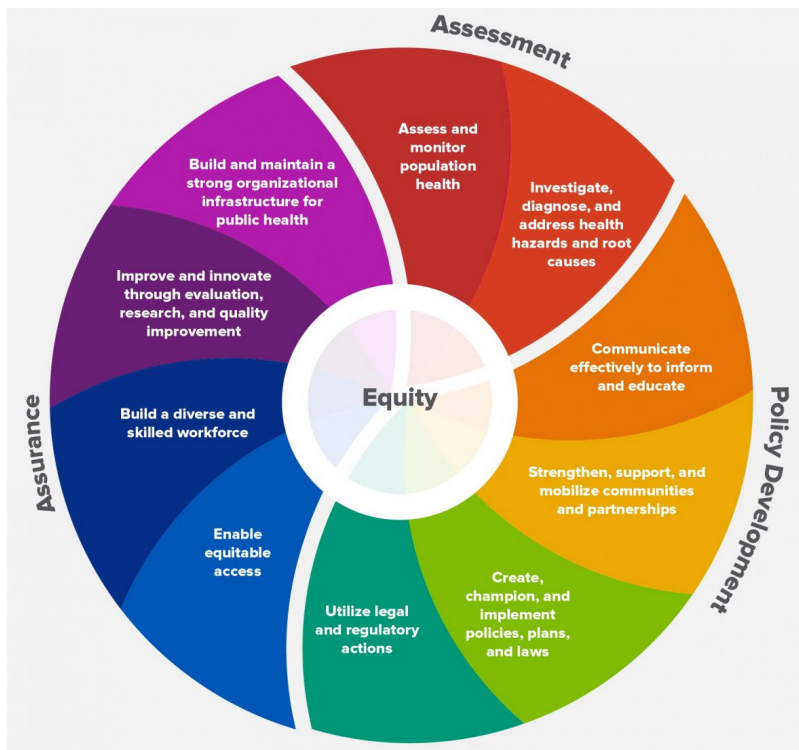 Assessment
Assess and
monitor
population
health
Investigate,
diagnose, and
address health
hazards and root
causes
Policy Development
Communicate
effectively to inform
and educate
Strengthen, support, and
mobilize communities
and partnerships
Create,
champion, and
implement
policies, plans,
and laws
Utilize legal
and regulatory
actions
Assurance
Enable
equitable
access
Build a diverse and
skilled workforce
Improve and innovate
through evaluation,
research, and quality
improvement
Build and maintain a
strong organizational
infrastructure for
public health
Equity